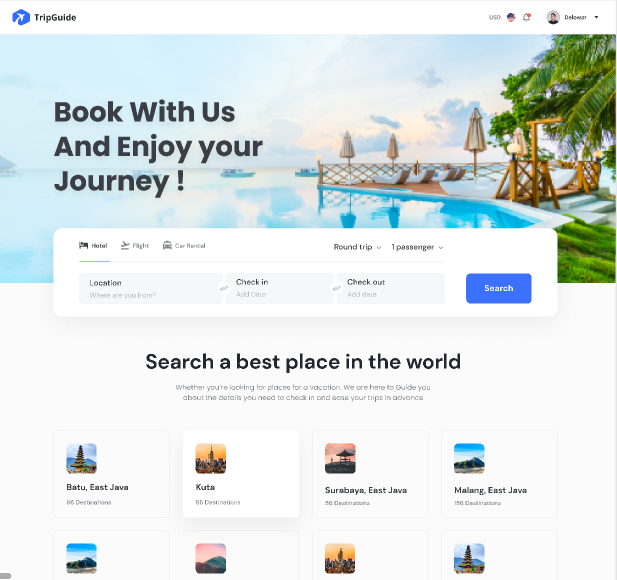 TripGuide
USD
Delowar
Book With Us
And Enjoy your
Journey !
Hotel
Flight
Car Rental
Round trip
1 passenger
Location
Where are you from?
Check in
Add Date
Check out
Add date
Search
Search a best place in the world
Whether you're looking for places for a vacation. We are here to Guide you
about the details you need to check in and ease your trips in advance
Batu, East Java
86 Destinations
Kuta
86 Destinations
Surabaya, East Java
86 Destinations
Malang, East Java
186 Destinations